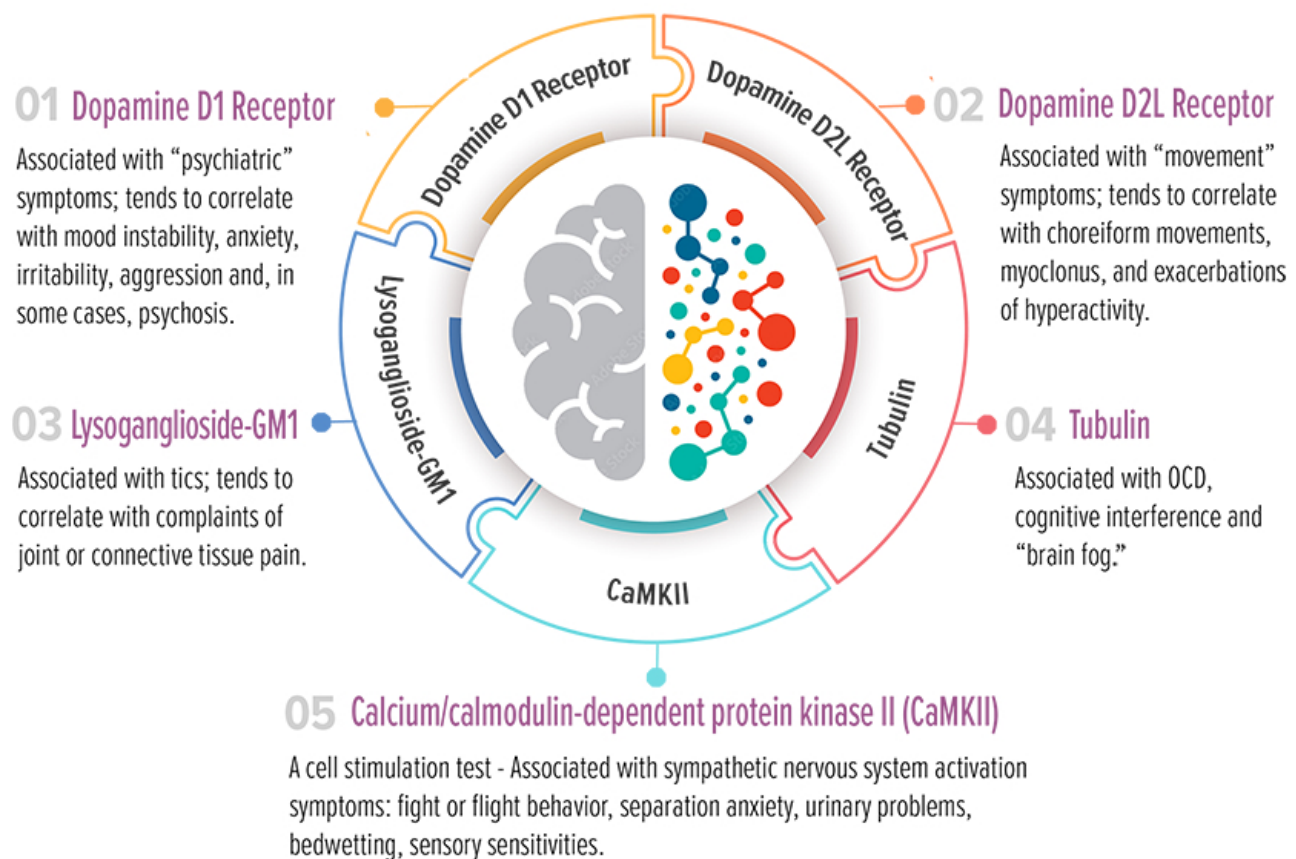 01 Dopamine D1 Receptor
Associated with “psychiatric”
symptoms; tends to correlate
with mood instability, anxiety,
irritability, aggression and, in
some cases, psychosis.
Dopamine D1 Receptor
Dopamine D2L Receptor
02 Dopamine D2L Receptor
Associated with “movement”
symptoms; tends to correlate
with choreiform movements,
myoclonus, and exacerbations
of hyperactivity.
03 Lysoganglioside-GM1
Associated with tics; tends to
correlate with complaints of
joint or connective tissue pain.
Lysoganglioside-GM1
Tubulin
04 Tubulin
Associated with OCD,
cognitive interference and
“brain fog.”
CaMKII
05 Calcium/calmodulin-dependent protein kinase II (CaMKII)
A cell stimulation test - Associated with sympathetic nervous system activation
symptoms: fight or flight behavior, separation anxiety, urinary problems,
bedwetting, sensory sensitivities.
Adobe Stock